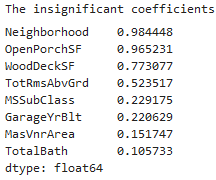 The insignificant coefficients
Neighborhood 0.984448
OpenPorchSF 0.965231
WoodDeckSF 0.773077
TotRmsAbvGrd 0.523517
MSSubClass 0.229175
GarageYrBlt 0.220629
MasVnrArea 0.151747
TotalBath 0.105733
dtype: float64